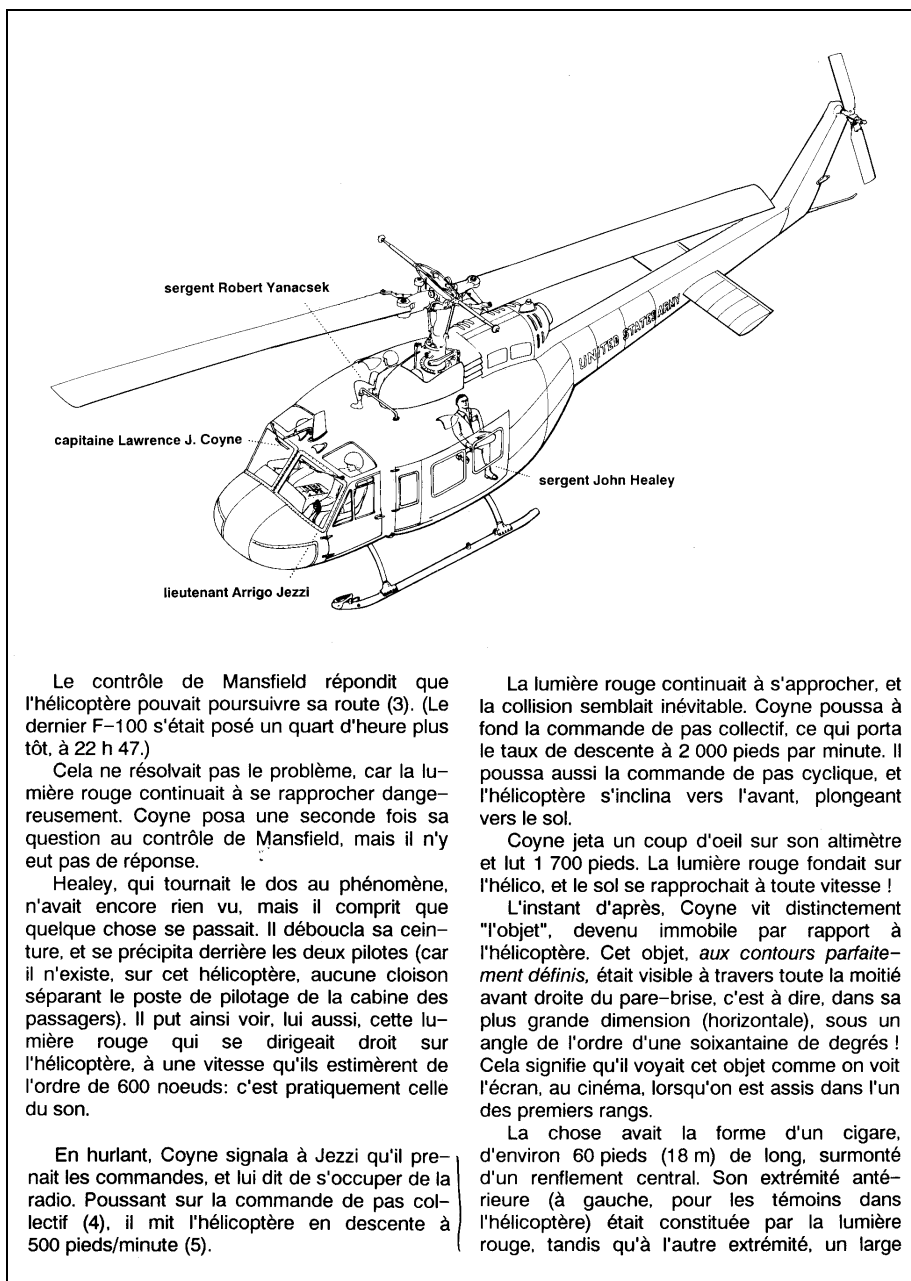 sergent Robert Yanacsek
UNITED STATES ARMY
capitaine Lawrence J. Coyne
sergent John Healey
lieutenant Arrigo Jezzi
Le contrôle de Mansfield répondit que
l'hélicoptère pouvait poursuivre sa route (3). (Le
dernier F-100 s'était posé un quart d'heure plus
tôt, à 22 h 47.)
Cela ne résolvait pas le problème, car la lu-
mière rouge continuait à se rapprocher dange-
reusement. Coyne posa une seconde fois sa
question au contrôle de Mansfield, mais il n'y
eut pas de réponse.
Healey, qui tournait le dos au phénomène,
n'avait encore rien vu, mais il comprit que
quelque chose se passait. Il déboucla sa cein-
ture, et se précipita derrière les deux pilotes (car
il n'existe, sur cet hélicoptère, aucune cloison
séparant le poste de pilotage de la cabine des
passagers). Il put ainsi voir, lui aussi, cette lu-
mière rouge qui se dirigeait droit sur
l'hélicoptère, à une vitesse qu'ils estimèrent de
l'ordre de 600 noeuds: c'est pratiquement celle
du son.
En hurlant, Coyne signala à Jezzi qu'il pre-
nait les commandes, et lui dit de s'occuper de la
radio. Poussant sur la commande de pas col-
lectif (4), il mit l'hélicoptère en descente à
500 pieds/minute (5).
La lumière rouge continuait à s'approcher, et
la collision semblait inévitable. Coyne poussa à
fond la commande de pas collectif, ce qui porta
le taux de descente à 2 000 pieds par minute. Il
poussa aussi la commande de pas cyclique, et
l'hélicoptère s'inclina vers l'avant, plongeant
vers le sol.
Coyne jeta un coup d'oeil sur son altimètre
et lut 1 700 pieds. La lumière rouge fondait sur
l'hélico, et le sol se rapprochait à toute vitesse !
L'instant d'après, Coyne vit distinctement
"l'objet", devenu immobile par rapport à
l'hélicoptère. Cet objet, aux contours parfaite-
ment définis, était visible à travers toute la moitié
avant droite du pare-brise, c'est à dire, dans sa
plus grande dimension (horizontale), sous un
angle de l'ordre d'une soixantaine de degrés !
Cela signifie qu'il voyait cet objet comme on voit
l'écran, au cinéma, lorsqu'on est assis dans l'un
des premiers rangs.
La chose avait la forme d'un cigare,
d'environ 60 pieds (18 m) de long, surmonté
d'un renflement central. Son extrémité anté-
rieure (à gauche, pour les témoins dans
l'hélicoptère) était constituée par la lumière
rouge, tandis qu'à l'autre extrémité, un large